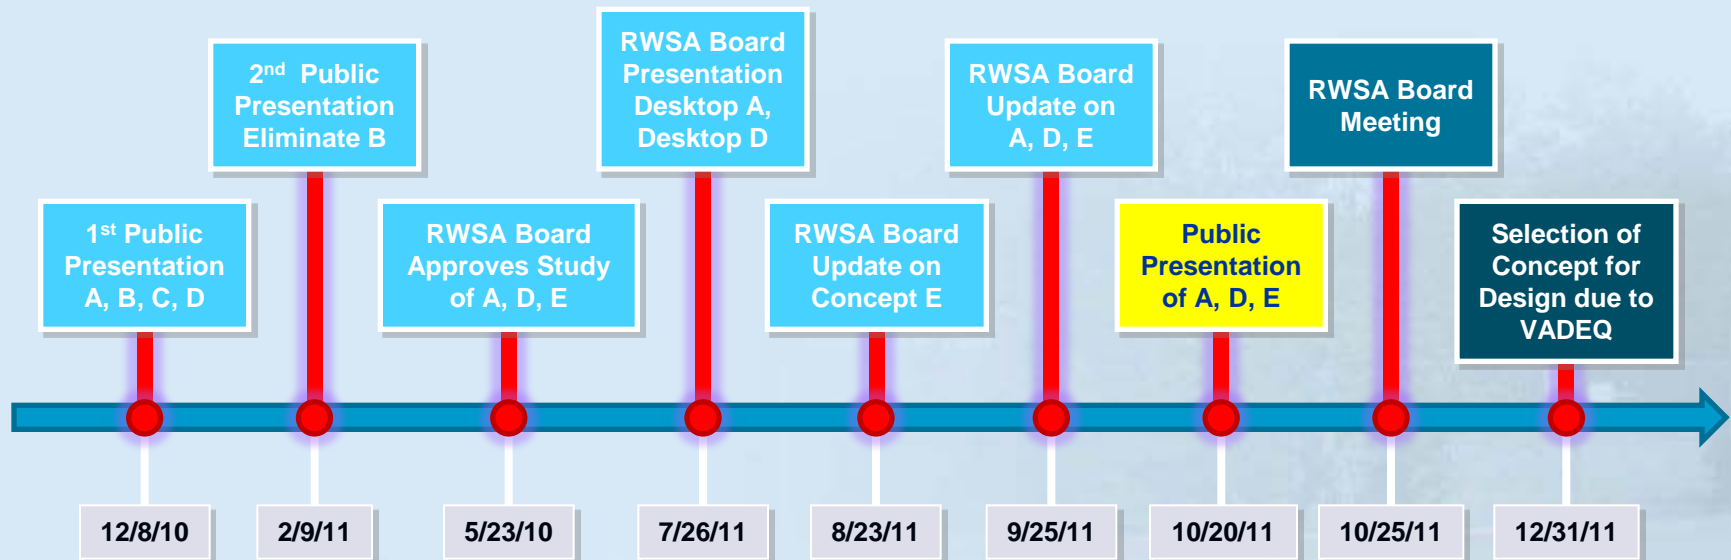 1st Public
Presentation
A, B, C, D
2nd Public
Presentation
Eliminate B
RWSA Board
Approves Study
of A, D, E
RWSA Board
Presentation
Desktop A,
Desktop D
RWSA Board
Update on
Concept E
RWSA Board
Update on
A, D, E
Public
Presentation
of A, D, E
RWSA Board
Meeting
Selection of
Concept for
Design due to
VADEQ
12/8/10
2/9/11
5/23/10
7/26/11
8/23/11
9/25/11
10/20/11
10/25/11
12/31/11